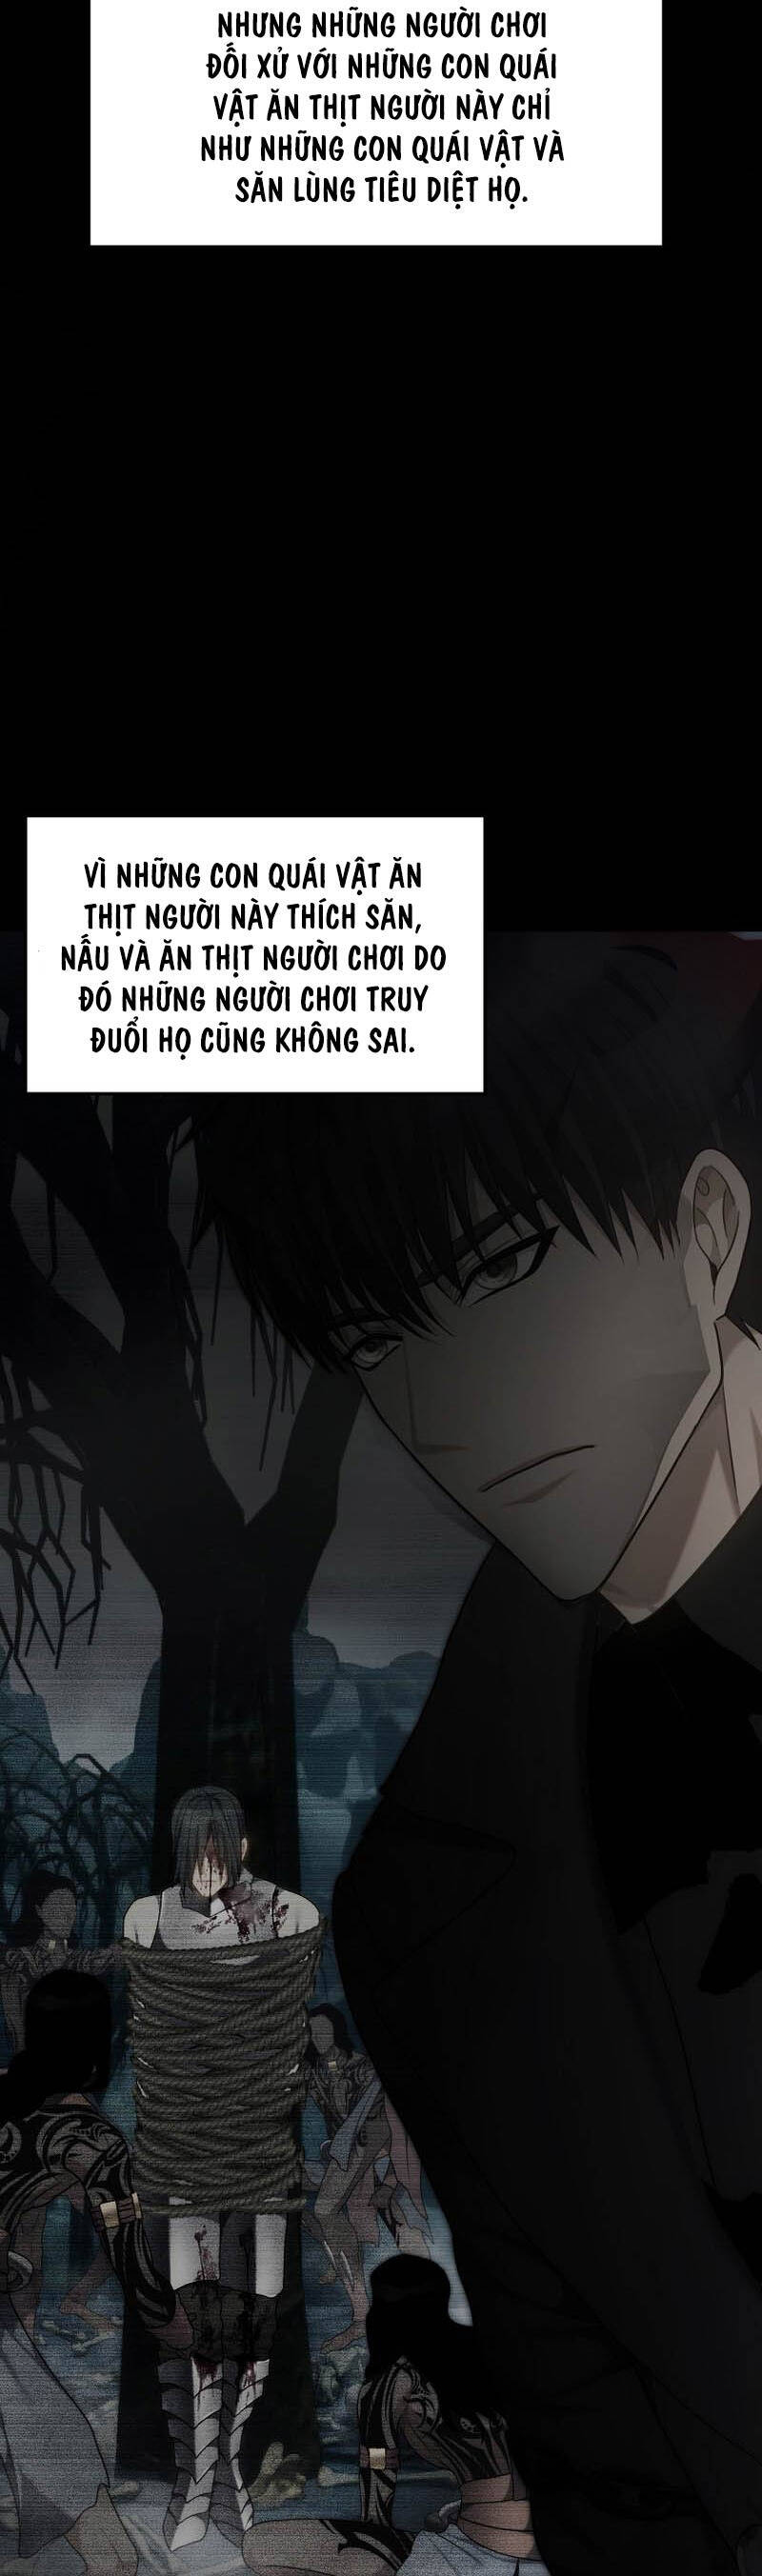 NHƯNG NHỮNG NGƯỜI CHƠI
ĐỐI XỬ VỚI NHỮNG CON QUÁI
VẬT ĂN THỊT NGƯỜI NÀY CHỈ
NHƯ NHỮNG CON QUÁI VẬT VÀ
SĂN LÙNG TIÊU DIỆT HỌ.
VÌ NHỮNG CON QUÁI VẬT ĂN
THỊT NGƯỜI NÀY THÍCH SĂN,
NẤU VÀ ĂN THỊT NGƯỜI CHƠI DO
ĐÓ NHỮNG NGƯỜI CHƠI TRUY
ĐUỔI HỌ CŨNG KHÔNG SAI.